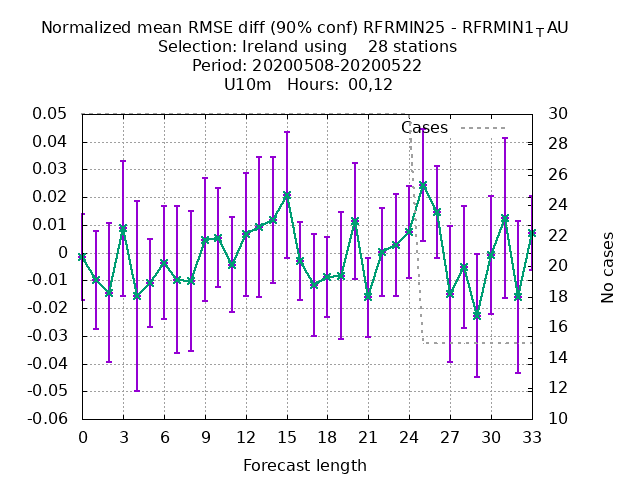 Normalized mean RMSE diff (90% conf) RFRMIN25 - RFRMIN1_TAU
Selection: Ireland using 28 stations
Period: 20200508-20200522
U10m Hours: 00,12
Cases
0.05
0.04
0.03
0.02
0.01
0
-0.01
-0.02
-0.03
-0.04
-0.05
-0.06
30
28
26
24
22
20
18
16
14
12
10
No cases
0 3 6 9 12 15 18 21 24 27 30 33
Forecast length